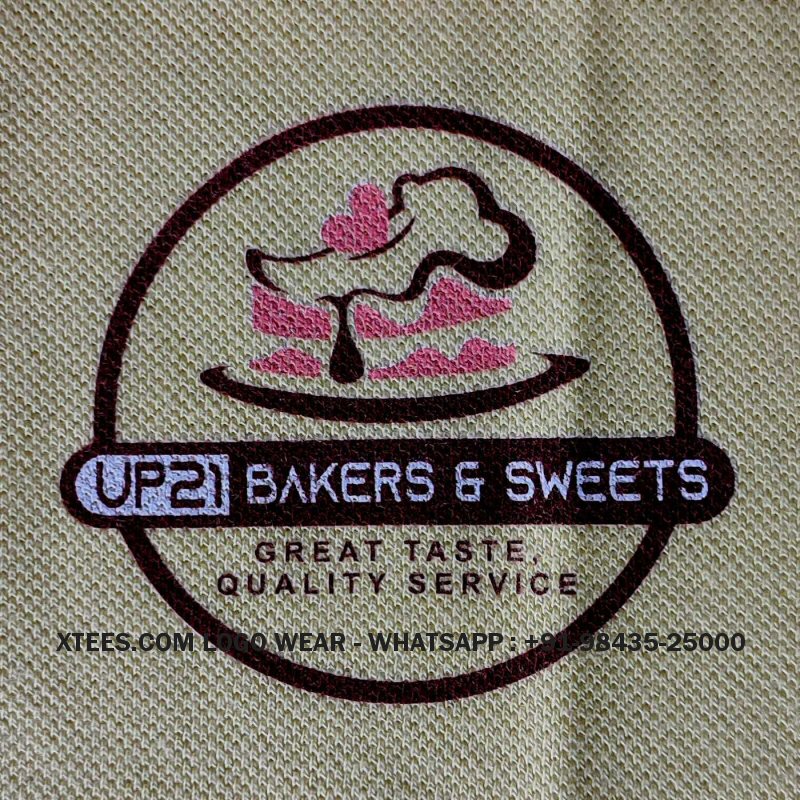 UP21 BAKERS & SWEETS
GREAT TASTE,
QUALITY SERVICE
XTEES.COM LOGO WEAR - WHATSAPP : +91-98435-25000